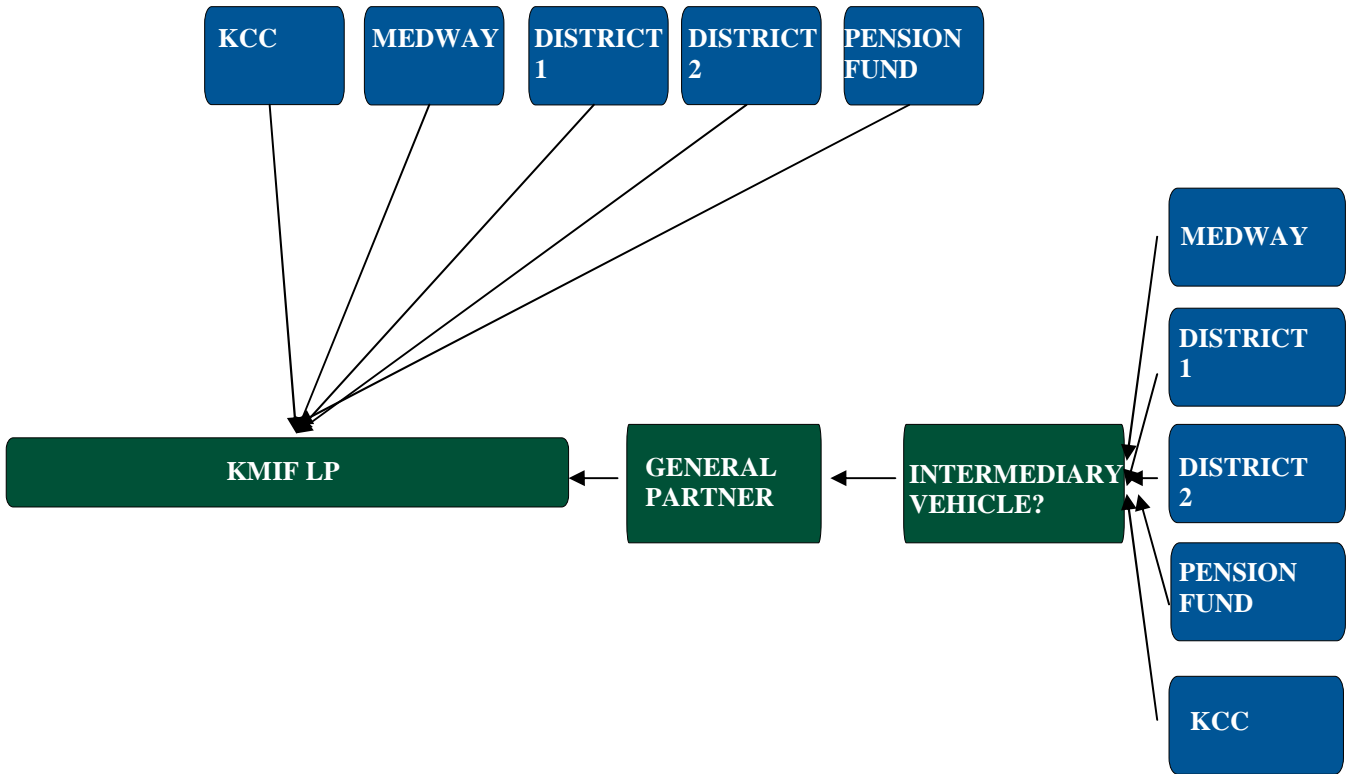 KCC
MEDWAY
DISTRICT
1
DISTRICT
2
PENSION
FUND
MEDWAY
DISTRICT
1
KMIF LP
GENERAL
PARTNER
INTERMEDIARY
VEHICLE?
DISTRICT
2
PENSION
FUND
KCC